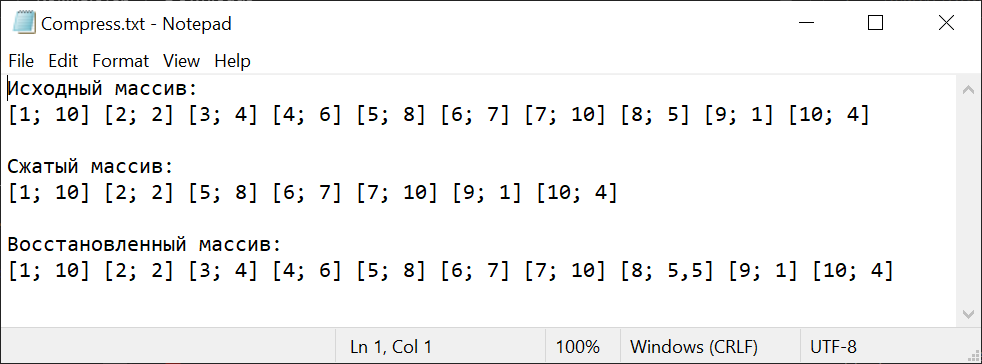 Compress.txt - Notepad
File Edit Format View Help
Исходный массив:
[1; 10] [2; 2] [3; 4] [4; 6] [5; 8] [6; 7] [7; 10] [8; 5] [9; 1] [10; 4]
Сжатый массив:
[1; 10] [2; 2] [5; 8] [6; 7] [7; 10] [9; 1] [10; 4]
Восстановленный массив:
[1; 10] [2; 2] [3; 4] [4; 6] [5; 8] [6; 7] [7; 10] [8; 5,5] [9; 1] [10; 4]
Ln 1, Col 1 100% Windows (CRLF) UTF-8